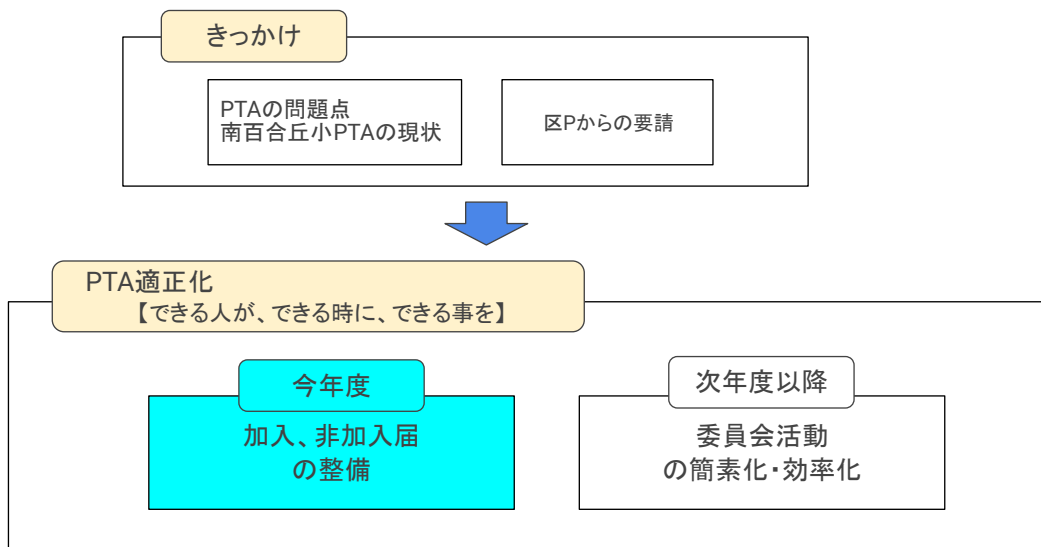 きっかけ
PTAの問題点
南百合丘小PTAの現状
区Pからの要請
PTA適正化
【できる人が、できる時に、できる事を】
今年度
加入、非加入届
の整備
次年度以降
委員会活動
の簡素化・効率化